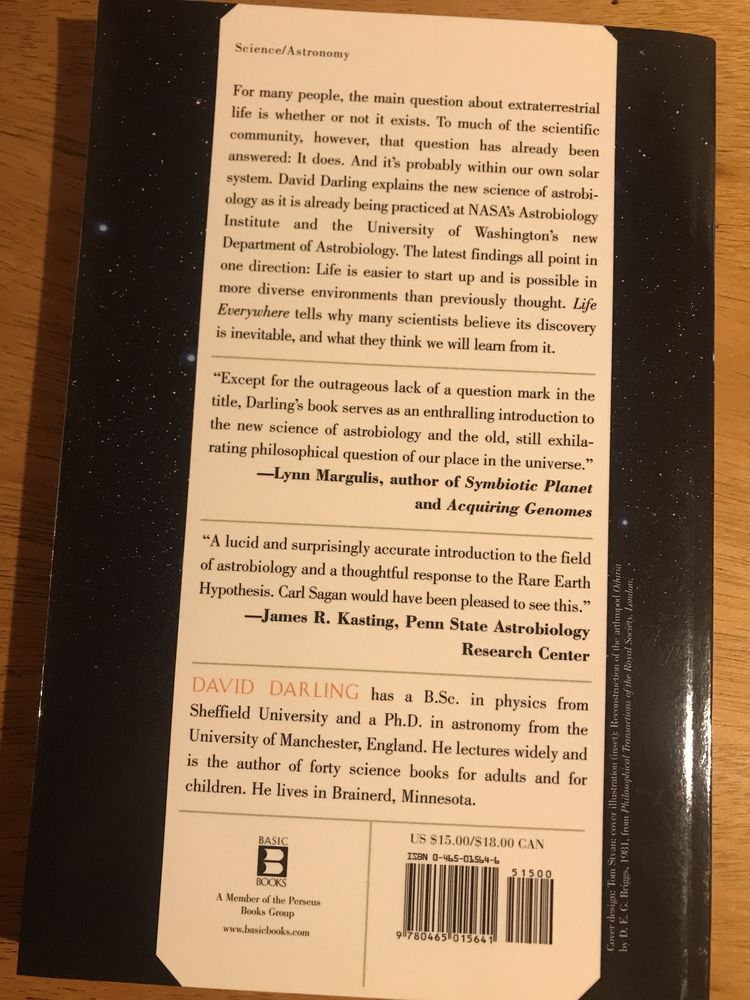 Science/Astronomy
For many people, the main question about extraterrestrial
life is whether or not it exists. To much of the scientific
community, however, that question has already been
answered: It does. And it's probably within our own solar
system. David Darling explains the new science of astrobi-
ology as it is already being practiced at NASA's Astrobiology
Institute and the University of Washington's new
Department of Astrobiology. The latest findings all point in
one direction: Life is easier to start up and is possible in
more diverse environments than previously thought. Life
Everywhere tells why many scientists believe its discovery
is inevitable, and what they think we will learn from it.
“Except for the outrageous lack of a question mark in the
title, Darling's book serves as an enthralling introduction to
the new science of astrobiology and the old, still exhila-
rating philosophical question of our place in the universe.”
—Lynn Margulis, author of Symbiotic Planet
and Acquiring Genomes
“A lucid and surprisingly accurate introduction to the field
of astrobiology and a thoughtful response to the Rare Earth
Hypothesis. Carl Sagan would have been pleased to see this.”
—James R. Kasting, Penn State Astrobiology
Research Center
DAVID DARLING has a B.Sc. in physics from
Sheffield University and a Ph.D. in astronomy from the
University of Manchester, England. He lectures widely and
is the author of forty science books for adults and for
children. He lives in Brainerd, Minnesota.
BASIC
B
BOOKS
A Member of the Perseus
Books Group
www.basicbooks.com
US $15.00/$18.00 CAN
ISBN 0-465-01564-6
51500
9 780465 015641
Cover design: Tom Stvan; cover illustration (inset): Reconstruction of the arthropod Odaraia
by D. E. G. Briggs, 1981, from Philosophical Transactions of the Royal Society, London.